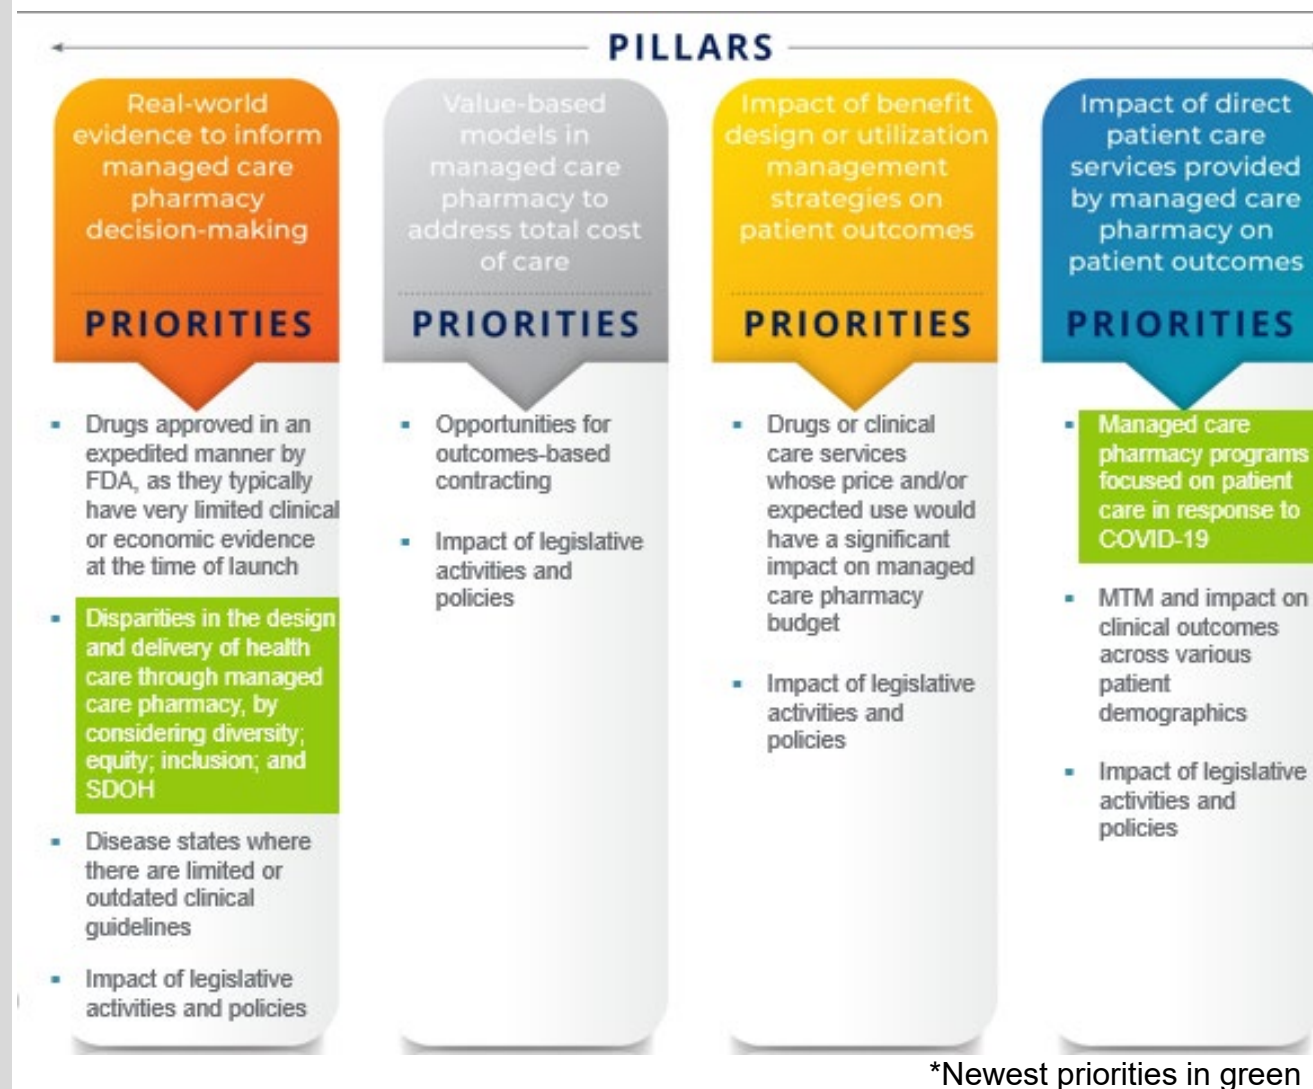 PILLARS
Real-world
evidence to inform
managed care
pharmacy
decision-making
PRIORITIES
Drugs approved in an
expedited manner by
FDA, as they typically
have very limited clinical
or economic evidence
at the time of launch
Disparities in the design
and delivery of health
care through managed
care pharmacy, by
considering diversity;
equity; inclusion; and
SDOH
Disease states where
there are limited or
outdated clinical
guidelines
Impact of legislative
activities and policies
Value-based
models in
managed care
pharmacy to
address total cost
of care
PRIORITIES
Opportunities for
outcomes-based
contracting
Impact of legislative
activities and
policies
Impact of benefit
design or utilization
management
strategies on
patient outcomes
PRIORITIES
Drugs or clinical
care services
whose price and/or
expected use would
have a significant
impact on managed
care pharmacy
budget
Impact of legislative
activities and
policies
Impact of direct
patient care
services provided
by managed care
pharmacy on
patient outcomes
PRIORITIES
Managed care
pharmacy programs
focused on patient
care in response to
COVID-19
MTM and impact on
clinical outcomes
across various
patient
demographics
Impact of legislative
activities and
policies
*Newest priorities in green